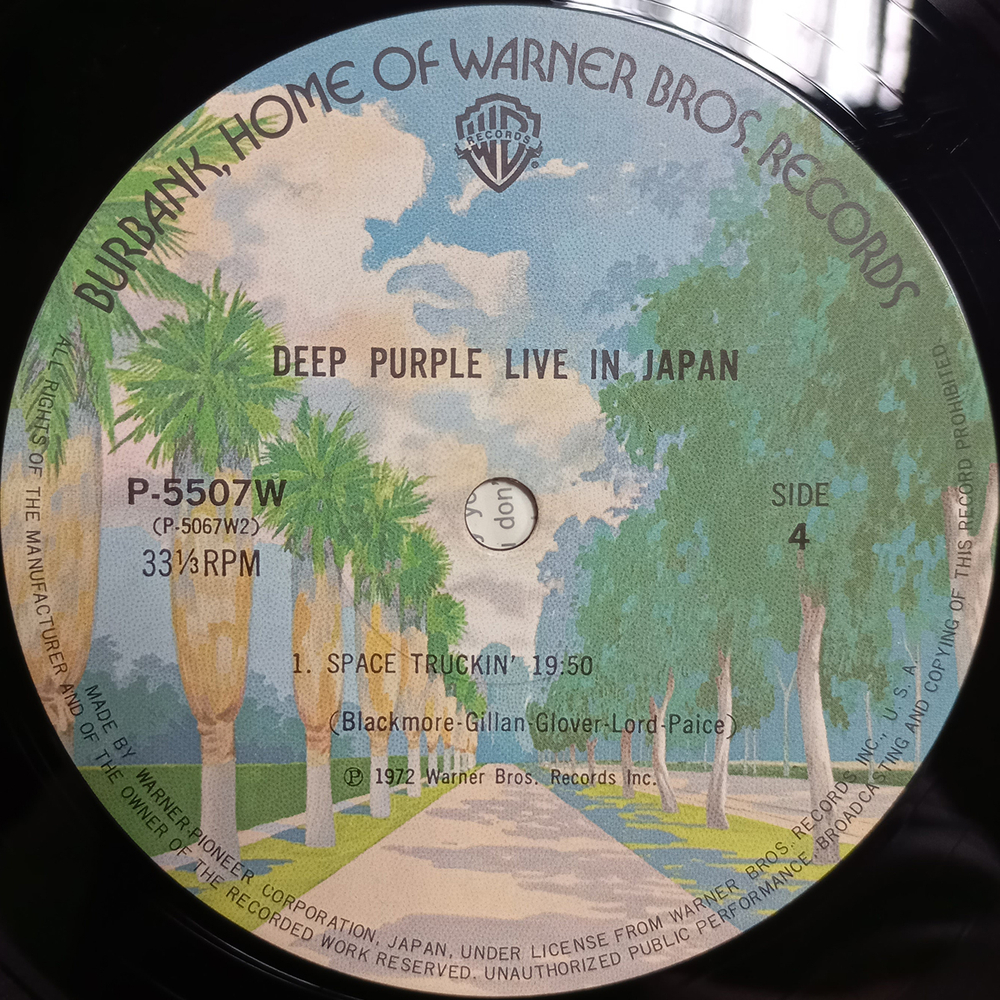 BURBANK, HOME OF WARNER BROS. RECORDS
WB
RECORDS
DEEP PURPLE LIVE IN JAPAN
P-5507W
(P-5067W2)
33⅓RPM
SIDE
4
yo
don'
1. SPACE TRUCKIN' 19:50
(Blackmore-Gillan-Glover-Lord-Paice)
Ⓟ 1972 Warner Bros. Records Inc.
MADE BY WARNER-PIONEER CORPORATION, JAPAN, UNDER LICENSE FROM WARNER BROS. RECORDS INC., U.S.A.
ALL RIGHTS OF THE MANUFACTURER AND OF THE OWNER OF THE RECORDED WORK RESERVED. UNAUTHORIZED PUBLIC PERFORMANCE BROADCASTING AND COPYING OF THIS RECORD PROHIBITED